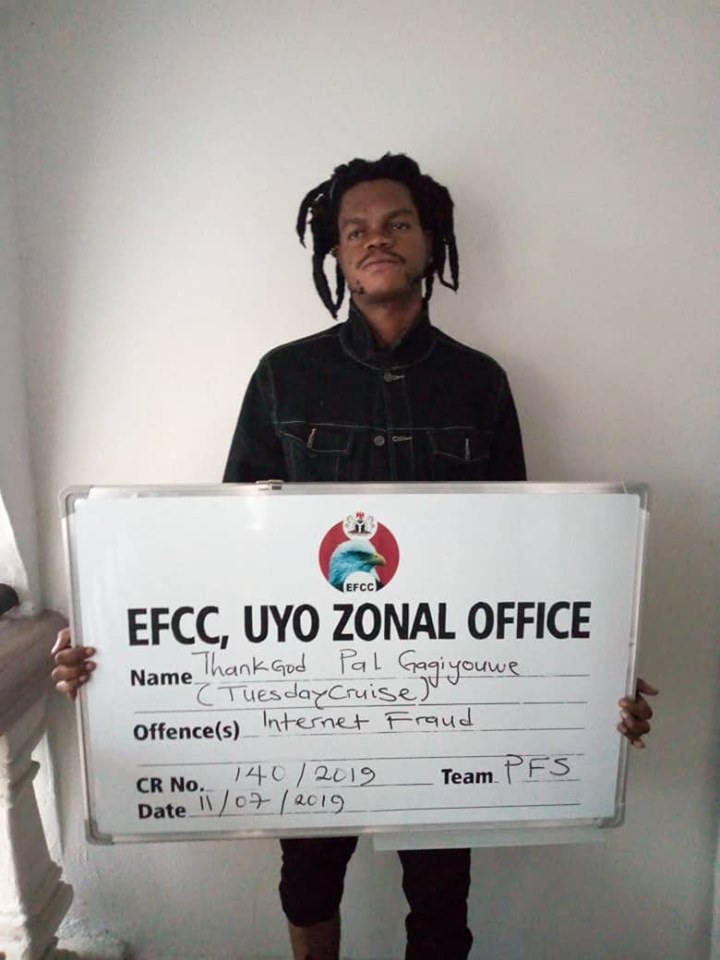 EFCC
EFCC, UYO ZONAL OFFICE
Name ThankGod Pal Gagiyouwe
(TuesdayCruise)
Offence(s) Internet Fraud
CR No. 140/2019 Team PFS
Date 11/07/2019